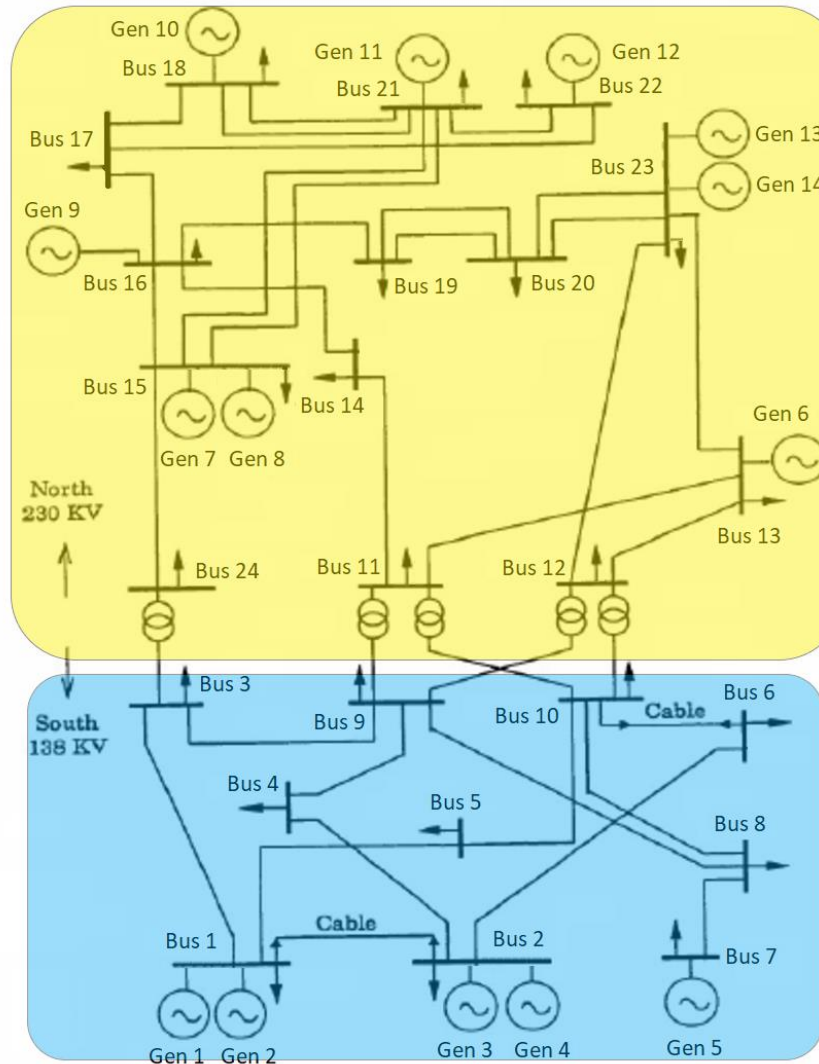 Gen 10
Gen 11
Gen 12
Bus 18
Bus 21
Bus 22
Bus 17
Gen 13
Bus 23
Gen 14
Gen 9
Bus 16
Bus 19
Bus 20
Bus 15
Bus 14
Gen 6
Gen 7
Gen 8
North
230 KV
Bus 13
Bus 24
Bus 11
Bus 12
Bus 3
Bus 6
South
138 KV
Bus 9
Bus 10
Cable
Bus 4
Bus 5
Bus 8
Cable
Bus 1
Bus 2
Bus 7
Gen 1
Gen 2
Gen 3
Gen 4
Gen 5